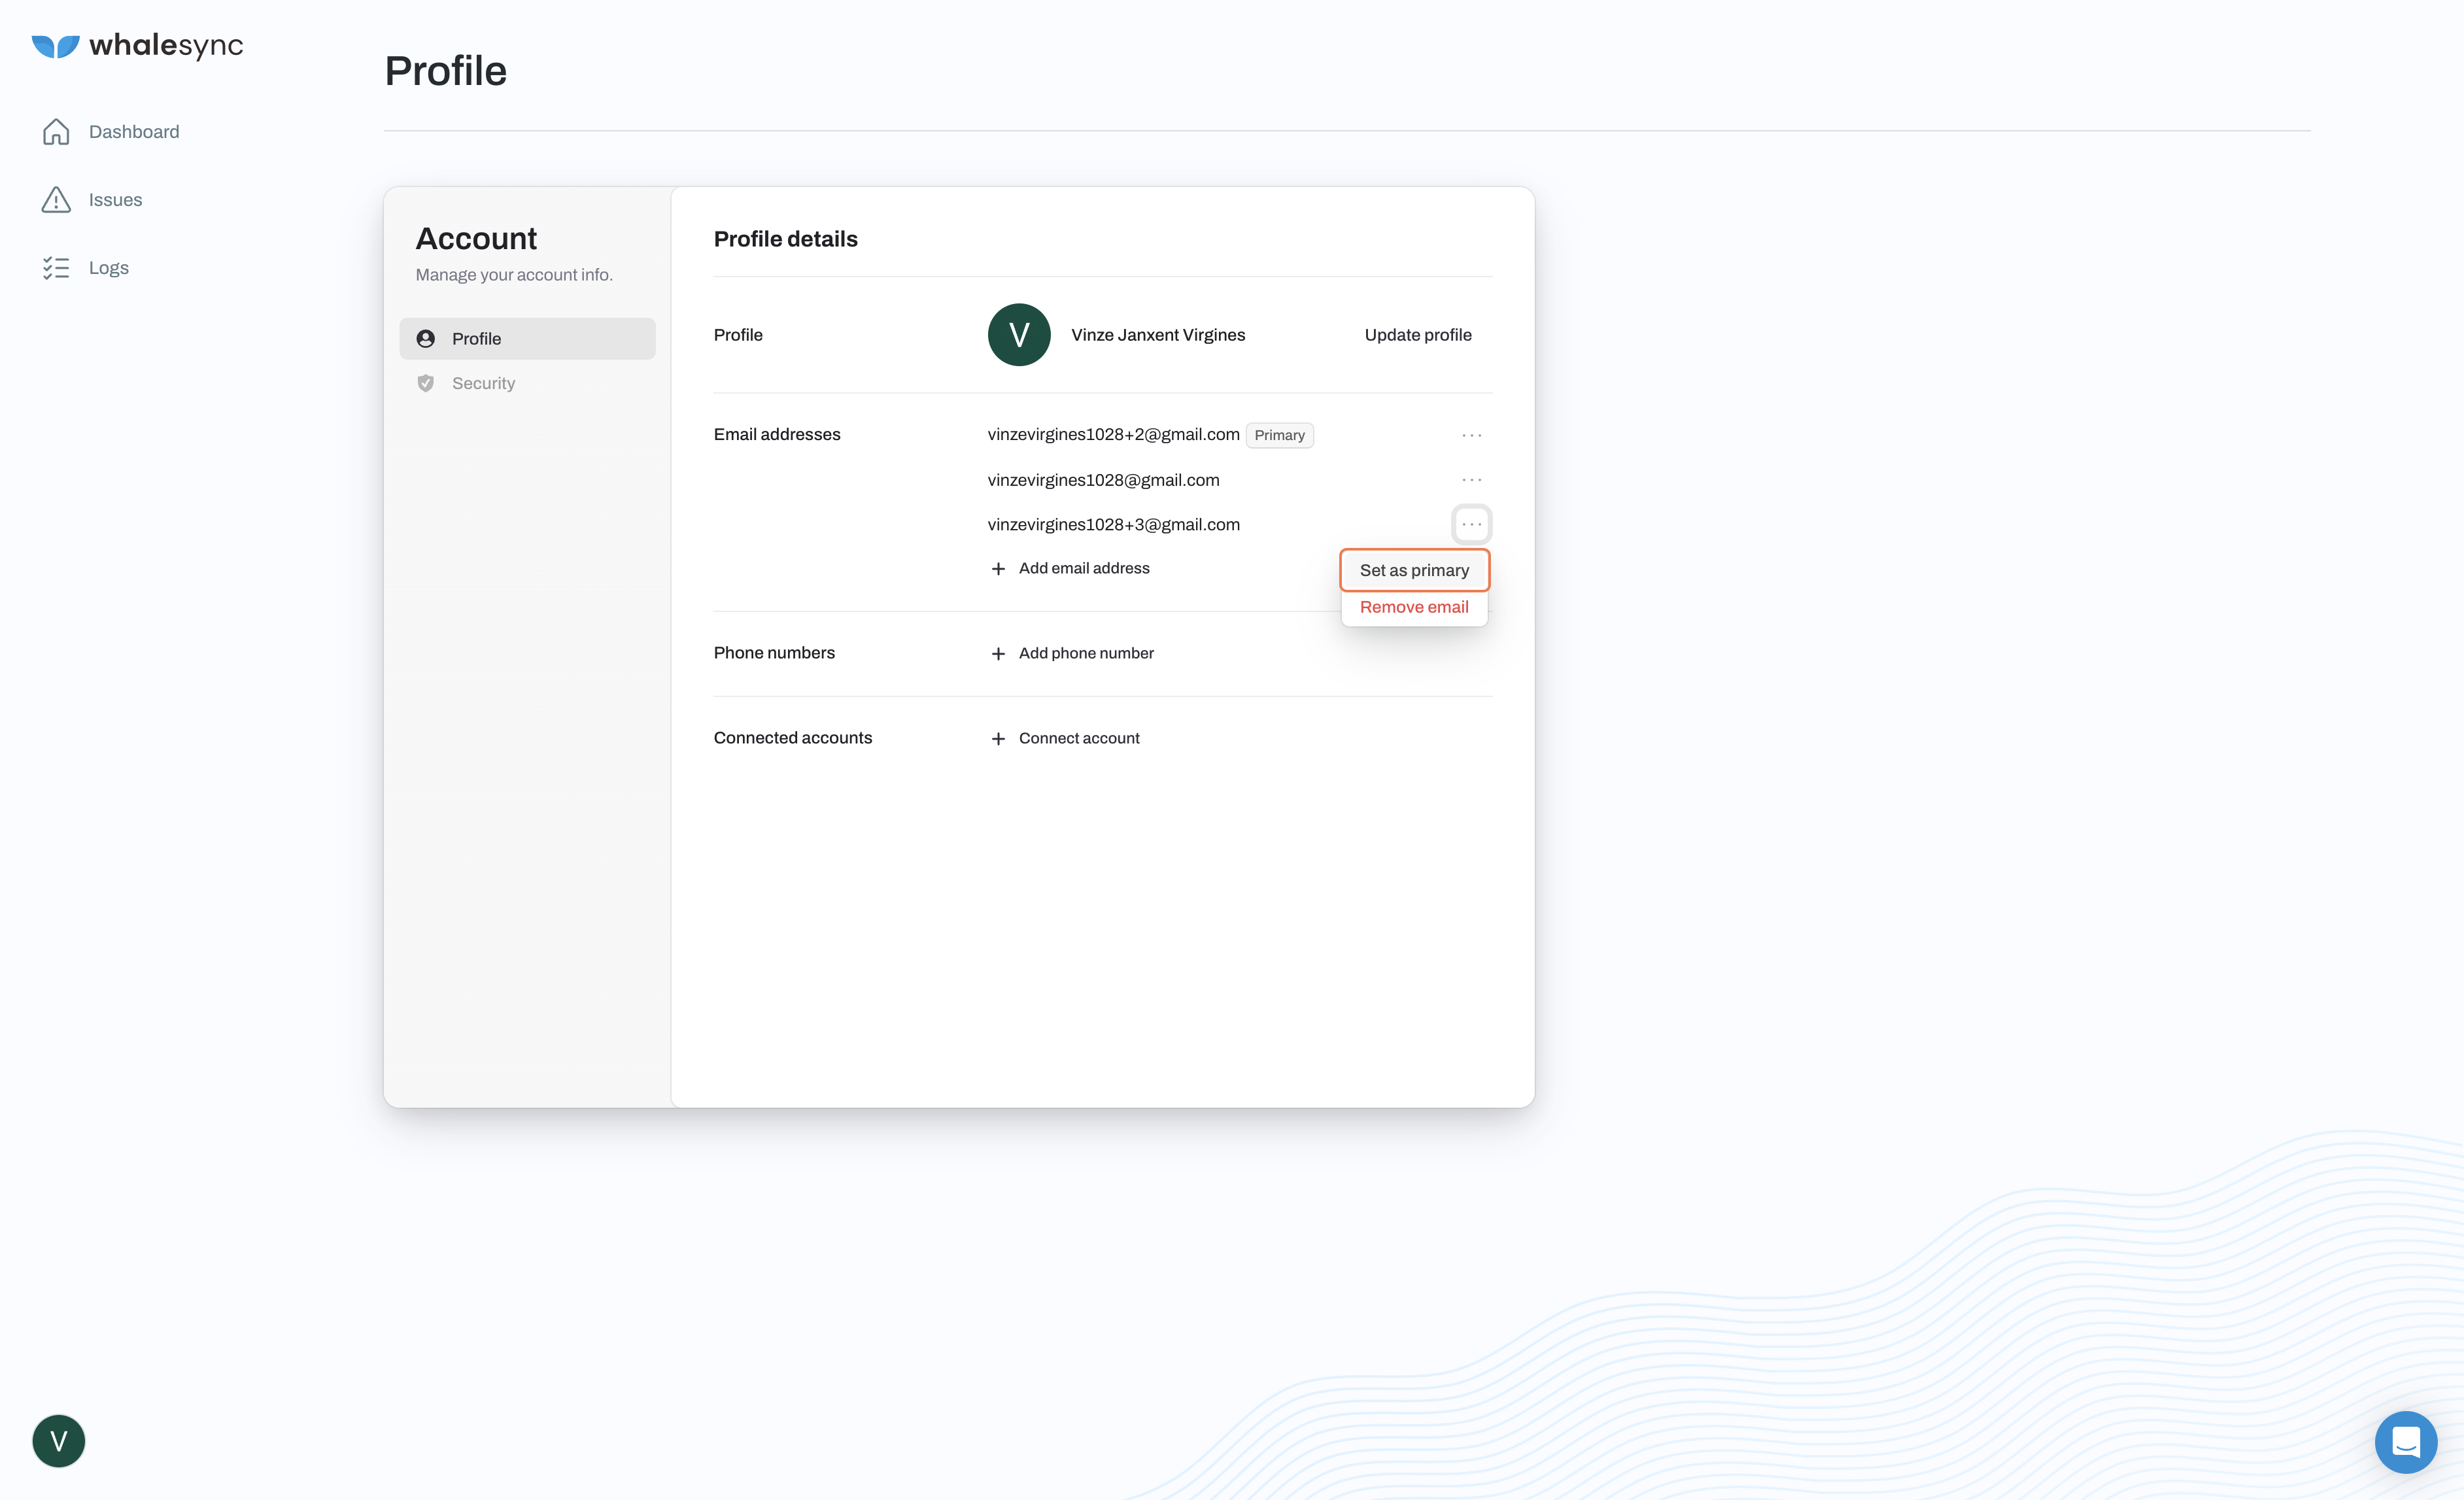 whalesync
Profile
Dashboard
Issues
Logs
Account
Manage your account info.
Profile
Security
Profile details
Profile
V
Vinze Janxent Virgines
Update profile
Email addresses
vinzevirgines1028+2@gmail.com Primary
vinzevirgines1028@gmail.com
vinzevirgines1028+3@gmail.com
Add email address
Set as primary
Remove email
Phone numbers
Add phone number
Connected accounts
Connect account
V